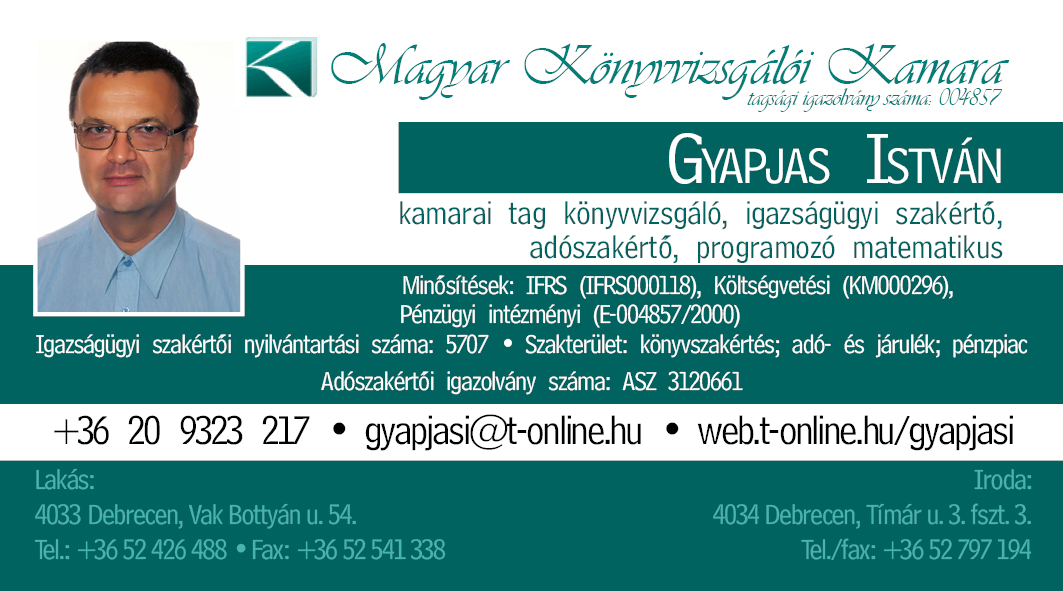 Magyar Könyvvizsgálói Kamara
tagsági igazolvány száma: 004857
Gyapjas István
kamarai tag könyvvizsgáló, igazságügyi szakértő,
adószakértő, programozó matematikus
Minősítések: IFRS (IFRS000118), Költségvetési (KM000296),
Pénzügyi intézményi (E-004857/2000)
Igazságügyi szakértői nyilvántartási száma: 5707 • Szakterület: könyvszakértés; adó- és járulék; pénzpiac
Adószakértői igazolvány száma: ASZ 3120661
+36 20 9323 217 • gyapjasi@t-online.hu • web.t-online.hu/gyapjasi
Lakás:
4033 Debrecen, Vak Bottyán u. 54.
Tel.: +36 52 426 488 • Fax: +36 52 541 338
Iroda:
4034 Debrecen, Tímár u. 3. fszt. 3.
Tel./fax: +36 52 797 194